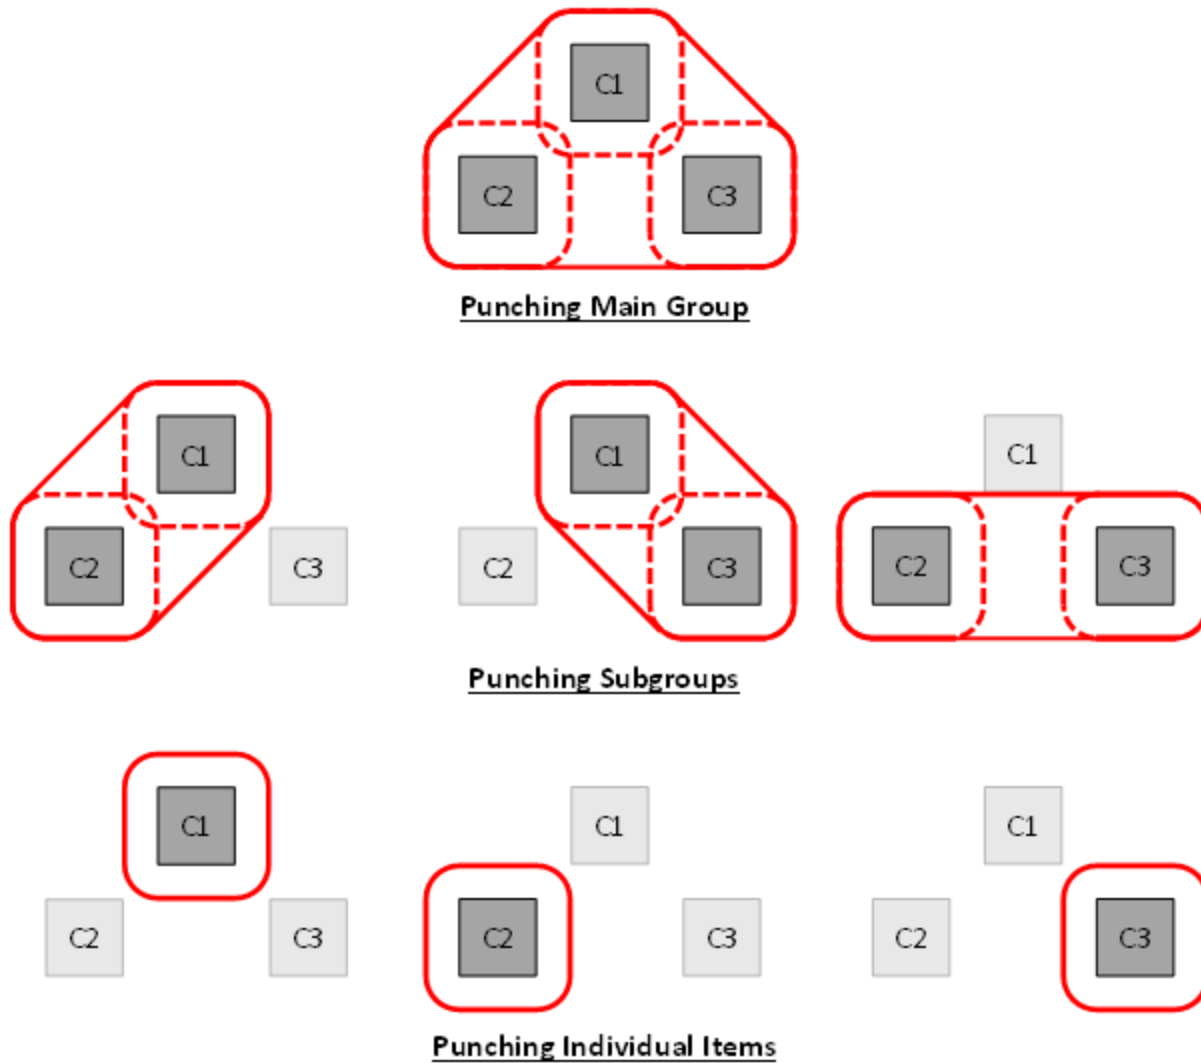 C1
C2 C3
Punching Main Group
C1 C1 C1
C2 C3 C2 C3 C2 C3
Punching Subgroups
C1 C1 C1
C2 C3 C2 C3 C2 C3
Punching Individual Items